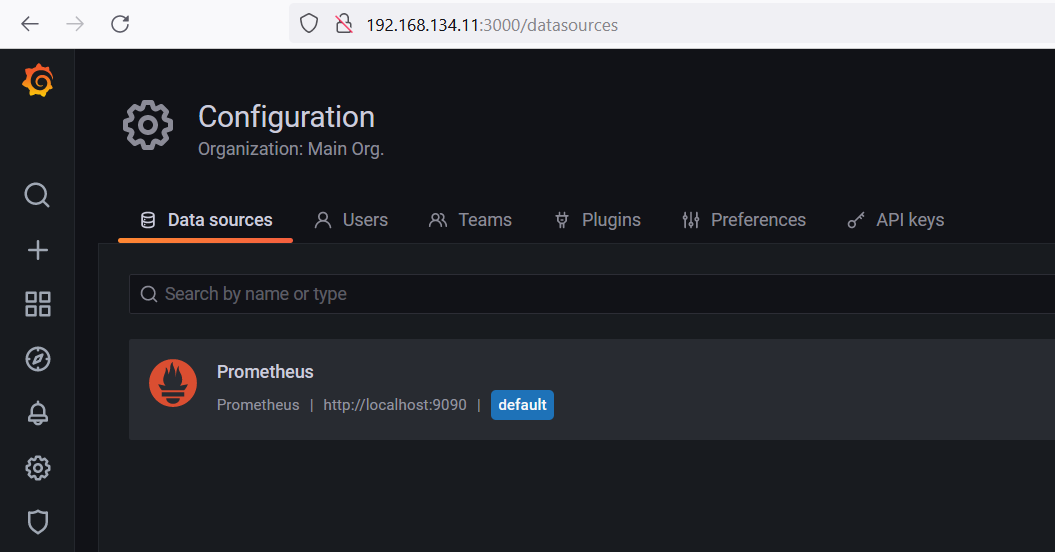 192.168.134.11:3000/datasources
Configuration
Organization: Main Org.
Data sources Users Teams Plugins Preferences API keys
Search by name or type
Prometheus
Prometheus | http://localhost:9090 | default